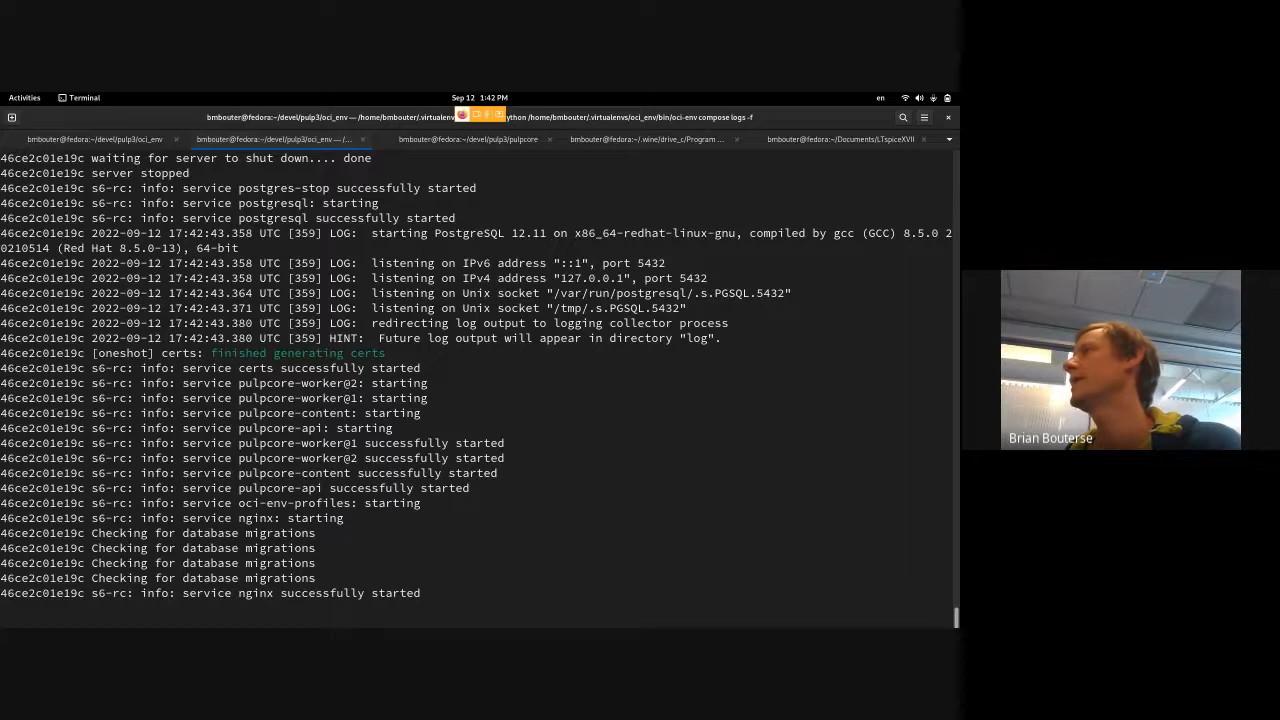 Activities Terminal Sep 12 1:42 PM en
bmbouter@fedora:~/devel/pulp3/oci_env — /home/bmbouter/.virtualenv ython /home/bmbouter/.virtualenvs/oci_env/bin/oci-env compose logs -f
bmbouter@fedora:~/devel/pulp3/oci_env × bmbouter@fedora:~/devel/pulp3/oci_env — /... × bmbouter@fedora:~/devel/pulp3/pulpcore × bmbouter@fedora:~/.wine/drive_c/Program ... × bmbouter@fedora:~/Documents/LTspiceXVII ×
46ce2c01e19c waiting for server to shut down.... done
46ce2c01e19c server stopped
46ce2c01e19c s6-rc: info: service postgres-stop successfully started
46ce2c01e19c s6-rc: info: service postgresql: starting
46ce2c01e19c s6-rc: info: service postgresql successfully started
46ce2c01e19c 2022-09-12 17:42:43.358 UTC [359] LOG:  starting PostgreSQL 12.11 on x86_64-redhat-linux-gnu, compiled by gcc (GCC) 8.5.0 2
0210514 (Red Hat 8.5.0-13), 64-bit
46ce2c01e19c 2022-09-12 17:42:43.358 UTC [359] LOG:  listening on IPv6 address "::1", port 5432
46ce2c01e19c 2022-09-12 17:42:43.358 UTC [359] LOG:  listening on IPv4 address "127.0.0.1", port 5432
46ce2c01e19c 2022-09-12 17:42:43.364 UTC [359] LOG:  listening on Unix socket "/var/run/postgresql/.s.PGSQL.5432"
46ce2c01e19c 2022-09-12 17:42:43.371 UTC [359] LOG:  listening on Unix socket "/tmp/.s.PGSQL.5432"
46ce2c01e19c 2022-09-12 17:42:43.380 UTC [359] LOG:  redirecting log output to logging collector process
46ce2c01e19c 2022-09-12 17:42:43.380 UTC [359] HINT:  Future log output will appear in directory "log".
46ce2c01e19c [oneshot] certs: finished generating certs
46ce2c01e19c s6-rc: info: service certs successfully started
46ce2c01e19c s6-rc: info: service pulpcore-worker@2: starting
46ce2c01e19c s6-rc: info: service pulpcore-worker@1: starting
46ce2c01e19c s6-rc: info: service pulpcore-content: starting
46ce2c01e19c s6-rc: info: service pulpcore-api: starting
46ce2c01e19c s6-rc: info: service pulpcore-worker@1 successfully started
46ce2c01e19c s6-rc: info: service pulpcore-worker@2 successfully started
46ce2c01e19c s6-rc: info: service pulpcore-content successfully started
46ce2c01e19c s6-rc: info: service pulpcore-api successfully started
46ce2c01e19c s6-rc: info: service oci-env-profiles: starting
46ce2c01e19c s6-rc: info: service nginx: starting
46ce2c01e19c Checking for database migrations
46ce2c01e19c Checking for database migrations
46ce2c01e19c Checking for database migrations
46ce2c01e19c Checking for database migrations
46ce2c01e19c s6-rc: info: service nginx successfully started
Brian Bouterse